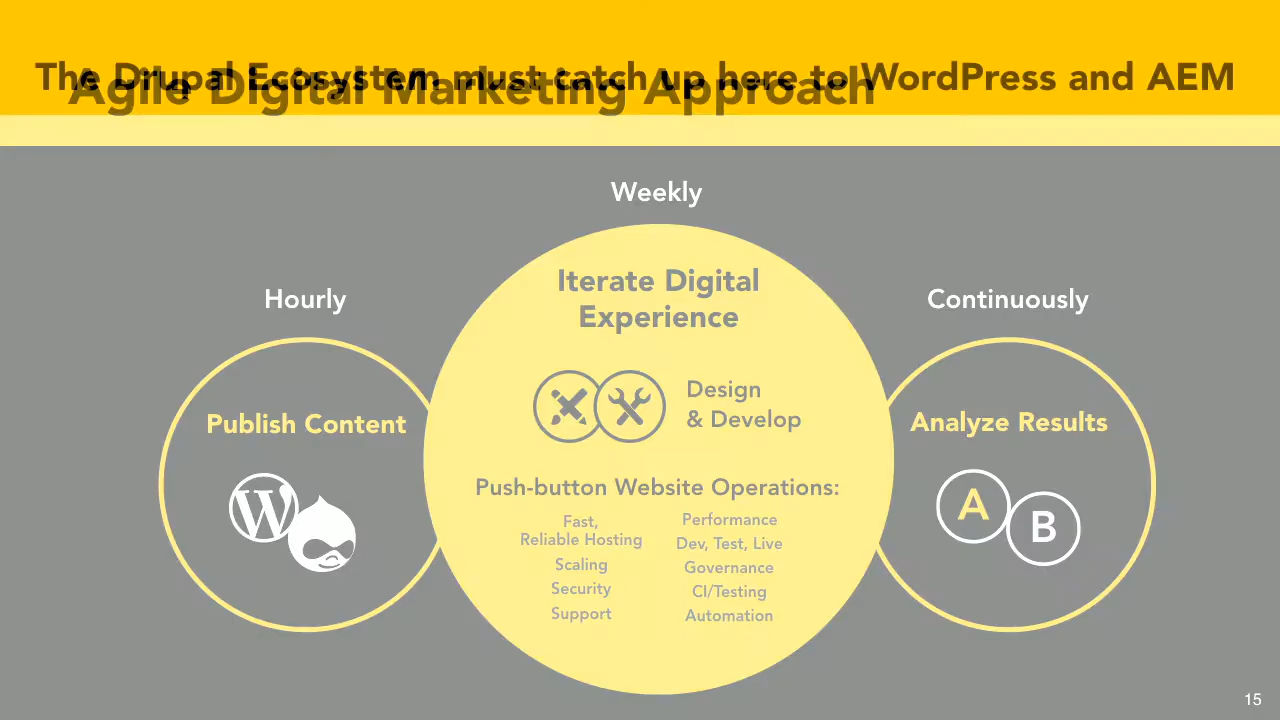 The Drupal Ecosystem must catch up here to WordPress and AEM
Agile Digital Marketing Approach
Weekly
Hourly
Continuously
Iterate Digital
Experience
Design
& Develop
Publish Content
Analyze Results
W
A
B
Push-button Website Operations:
Fast,
Reliable Hosting
Scaling
Security
Support
Performance
Dev, Test, Live
Governance
CI/Testing
Automation
15